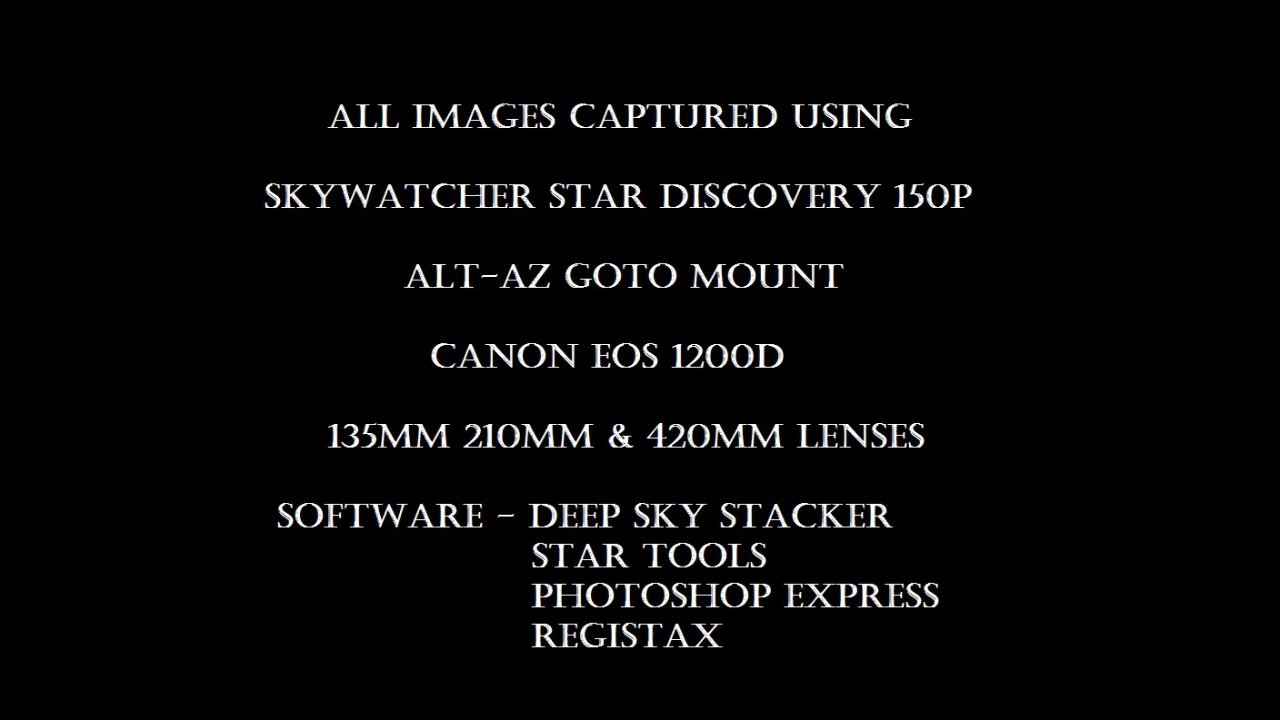 ALL IMAGES CAPTURED USING
SKYWATCHER STAR DISCOVERY 150P
ALT-AZ GOTO MOUNT
CANON EOS 1200D
135MM 210MM & 420MM LENSES
SOFTWARE - DEEP SKY STACKER
STAR TOOLS
PHOTOSHOP EXPRESS
REGISTAX